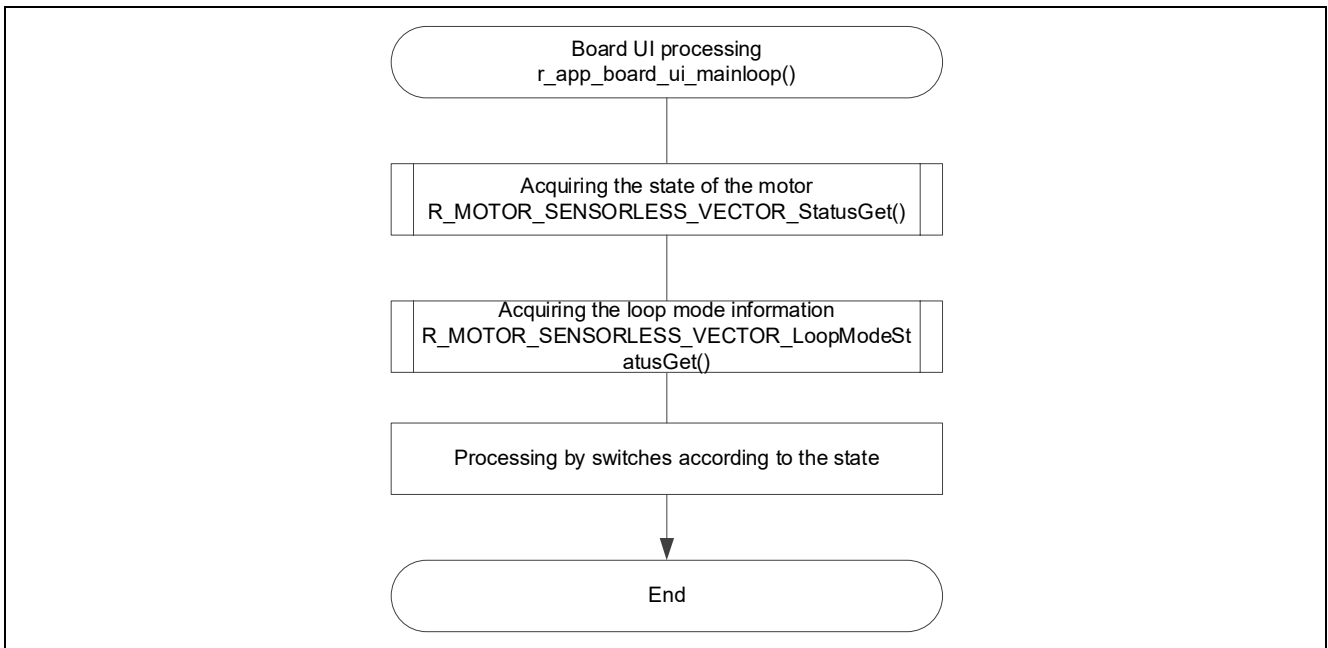 Board UI processing
r_app_board_ui_mainloop()
Acquiring the state of the motor
R_MOTOR_SENSORLESS_VECTOR_StatusGet()
Acquiring the loop mode information
R_MOTOR_SENSORLESS_VECTOR_LoopModeSt
atusGet()
Processing by switches according to the state
End